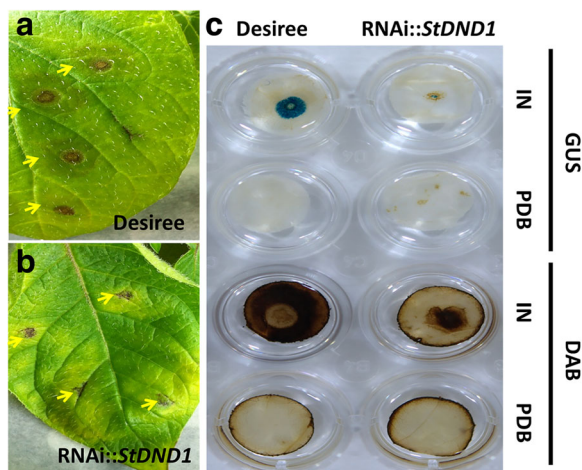 a
Desiree
b
RNAi::StDND1
c
Desiree RNAi::StDND1
IN
PDB
GUS
IN
PDB
DAB